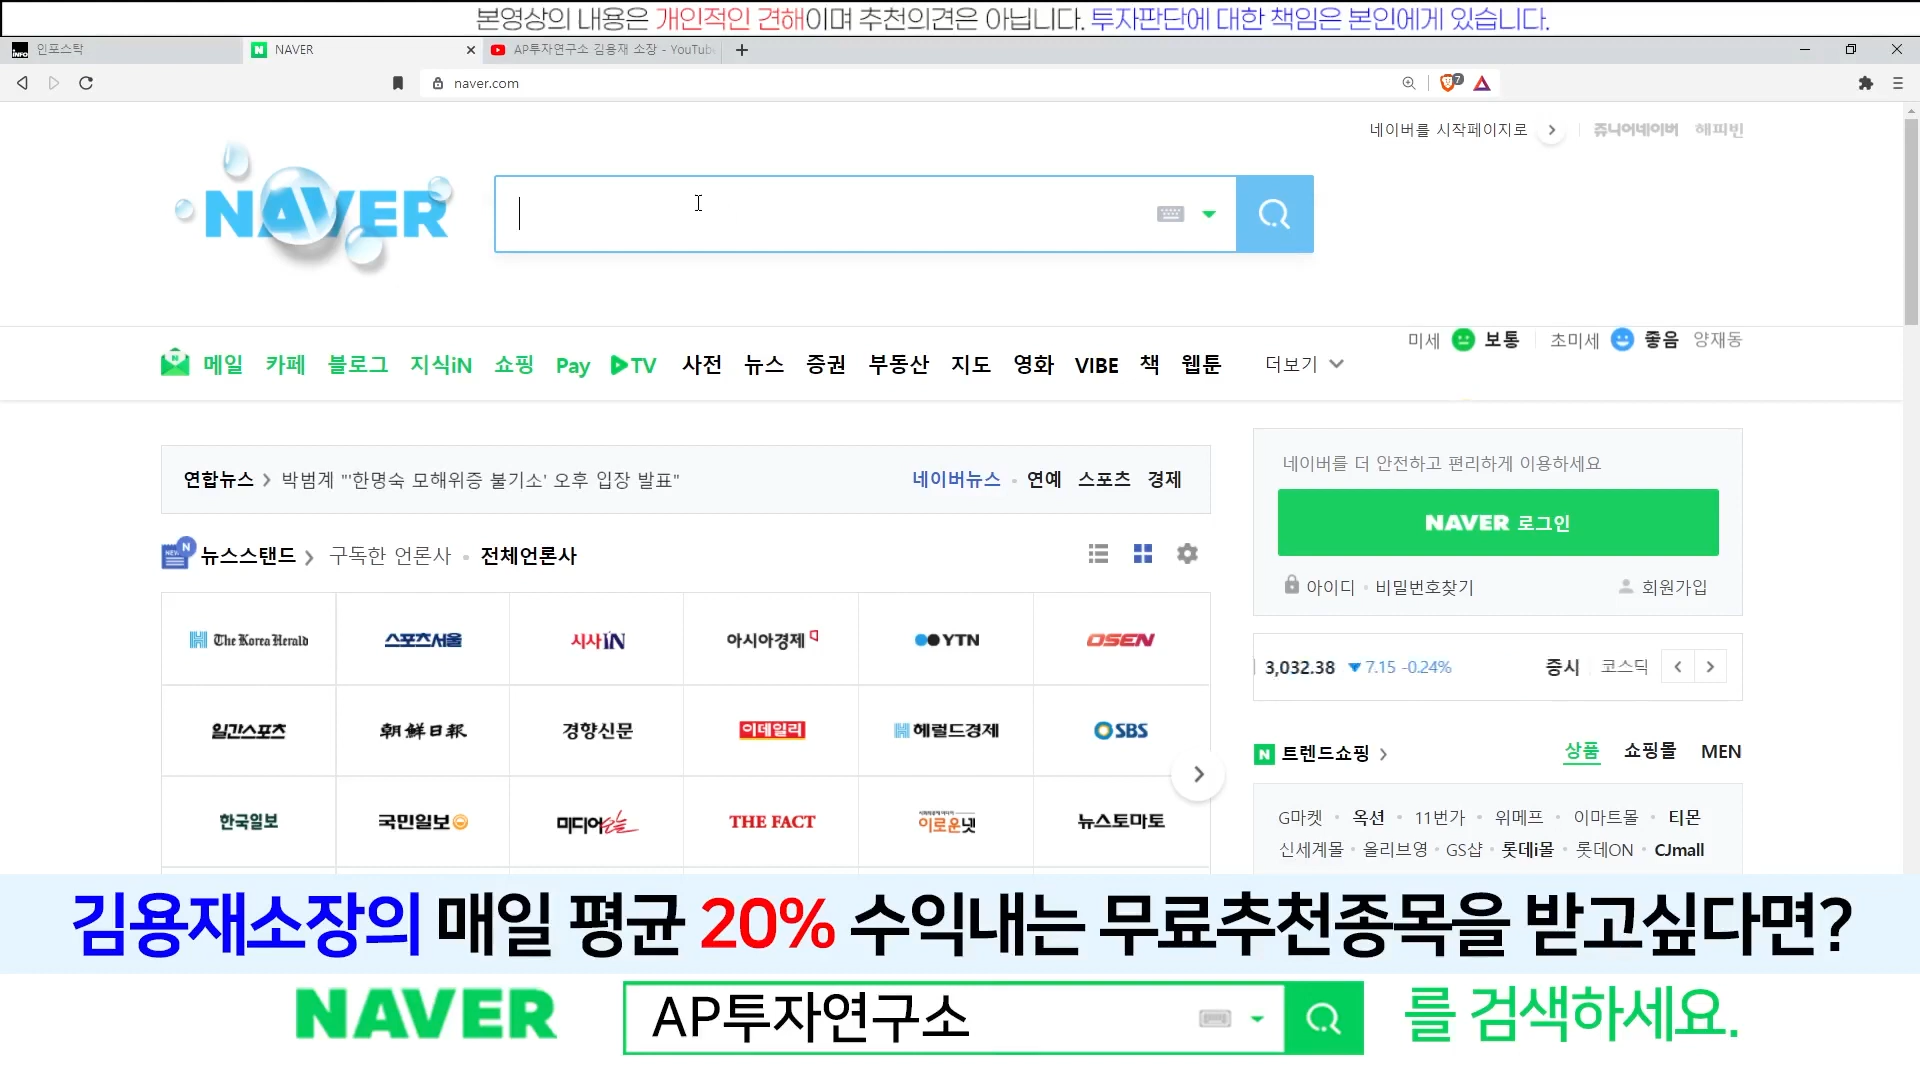 본영상의 내용은 개인적인 견해이며 추천의견은 아닙니다. 투자판단에 대한 책임은 본인에게 있습니다.
INFO 인포스탁 N NAVER AP투자연구소 김용재 소장 - YouTube
naver.com 7
네이버를 시작페이지로 쥬니어네이버 해피빈
NAVER
미세 보통 초미세 좋음 양재동
N 메일 카페 블로그 지식iN 쇼핑 Pay TV 사전 뉴스 증권 부동산 지도 영화 VIBE 책 웹툰 더보기
연합뉴스 박범계 "'한명숙 모해위증 불기소' 오후 입장 발표" 네이버뉴스 연예 스포츠 경제
네이버를 더 안전하고 편리하게 이용하세요
NAVER 로그인
NEW N 뉴스스탠드 구독한 언론사 전체언론사
아이디 비밀번호찾기 회원가입
The Korea Herald 스포츠서울 시사IN 아시아경제 YTN OSEN
3,032.38 ▼7.15 -0.24% 증시 코스닥
일간스포츠 朝鮮日報 경향신문 이데일리 헤럴드경제 SBS
N 트렌드쇼핑 상품 쇼핑몰 MEN
한국일보 국민일보 미디어오늘 THE FACT 이로운넷 뉴스토마토
G마켓 옥션 11번가 위메프 이마트몰 티몬
신세계몰 올리브영 GS샵 롯데i몰 롯데ON CJmall
김용재소장의 매일 평균 20% 수익내는 무료추천종목을 받고싶다면?
NAVER AP투자연구소 를 검색하세요.